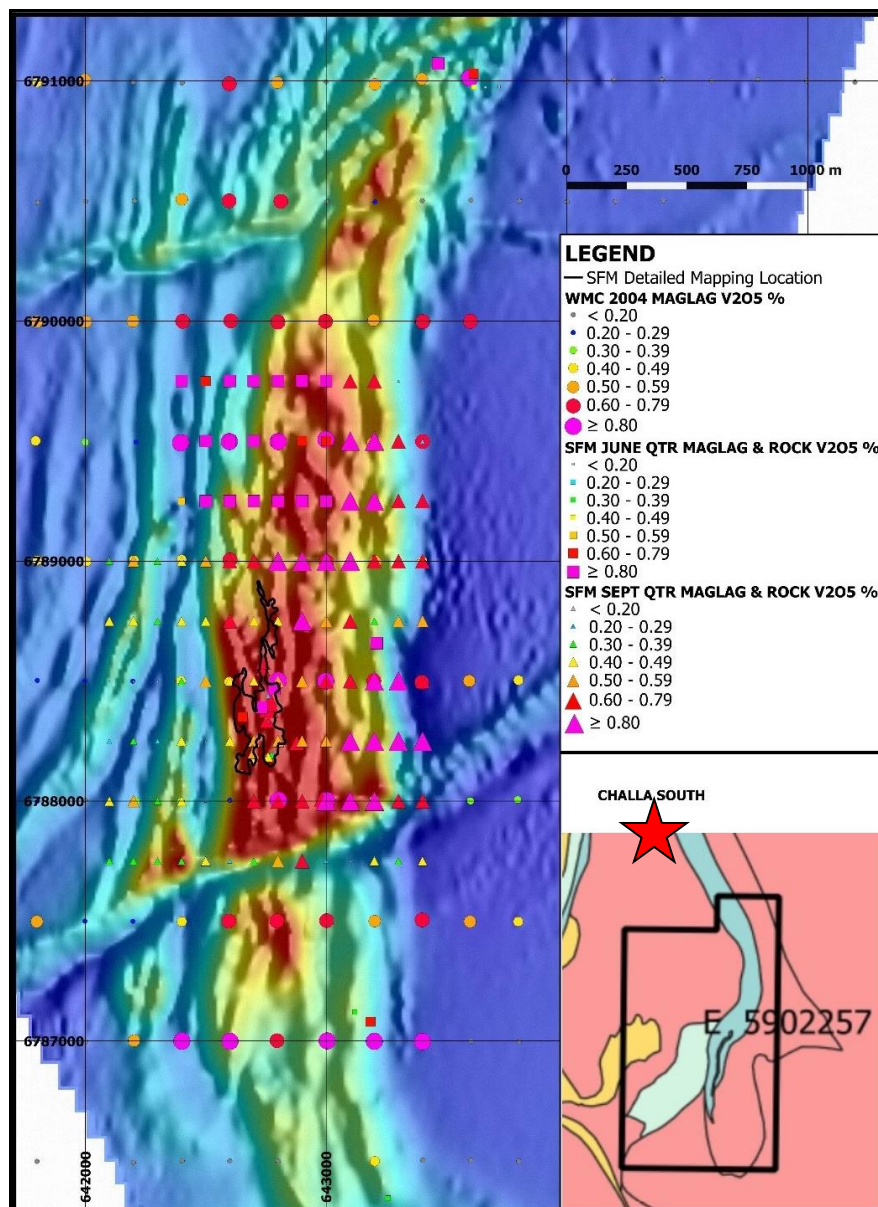 6791000
0 250 500 750 1000 m
LEGEND
SFM Detailed Mapping Location
WMC 2004 MAGLAG V2O5 %
< 0.20
0.20 - 0.29
0.30 - 0.39
0.40 - 0.49
0.50 - 0.59
0.60 - 0.79
≥ 0.80
SFM JUNE QTR MAGLAG & ROCK V2O5 %
< 0.20
0.20 - 0.29
0.30 - 0.39
0.40 - 0.49
0.50 - 0.59
0.60 - 0.79
≥ 0.80
SFM SEPT QTR MAGLAG & ROCK V2O5 %
< 0.20
0.20 - 0.29
0.30 - 0.39
0.40 - 0.49
0.50 - 0.59
0.60 - 0.79
≥ 0.80
6790000
6789000
6788000
6787000
642000
643000
CHALLA SOUTH
E 5902257